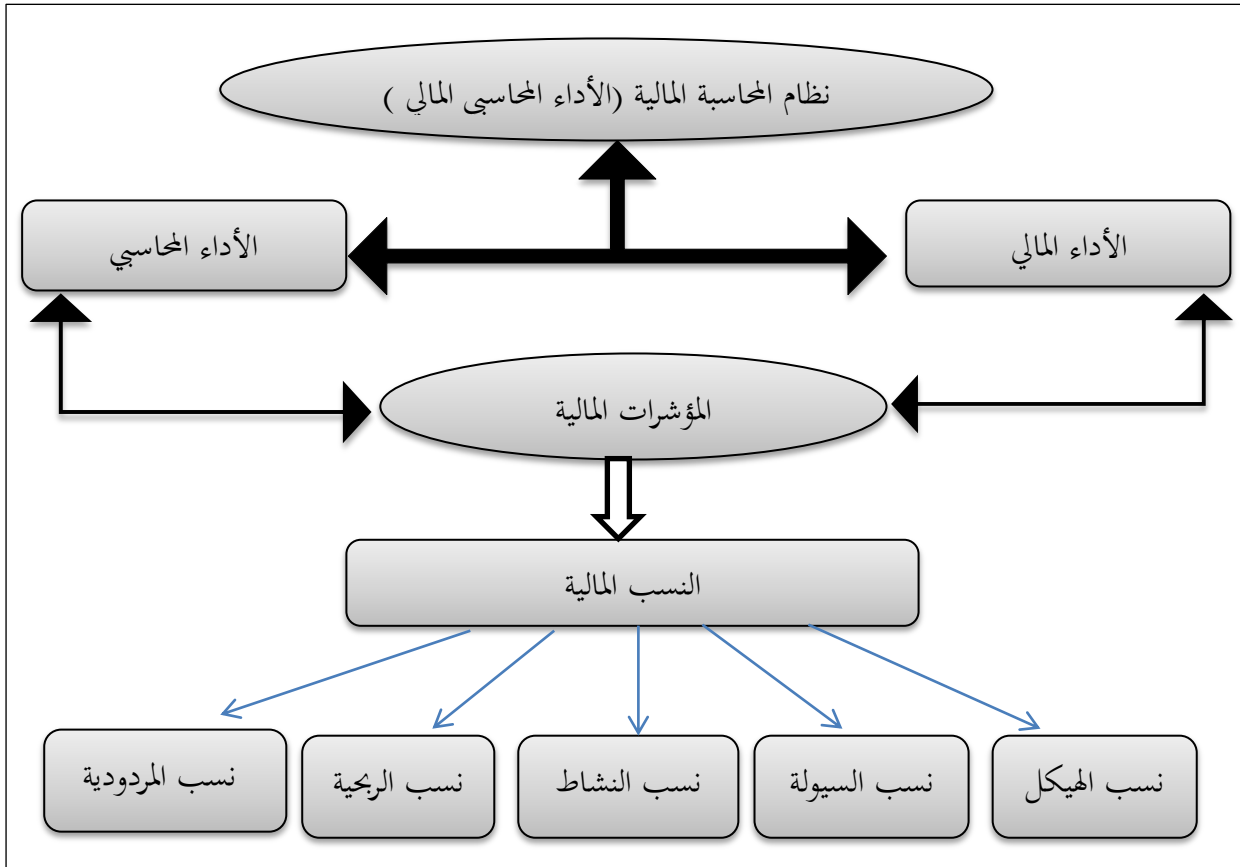 نظام المحاسبة المالية (الأداء المحاسبي المالي )
الأداء المالي
الأداء المحاسبي
المؤشرات المالية
النسب المالية
نسب الهيكل
نسب السيولة
نسب النشاط
نسب الربحية
نسب المردودية